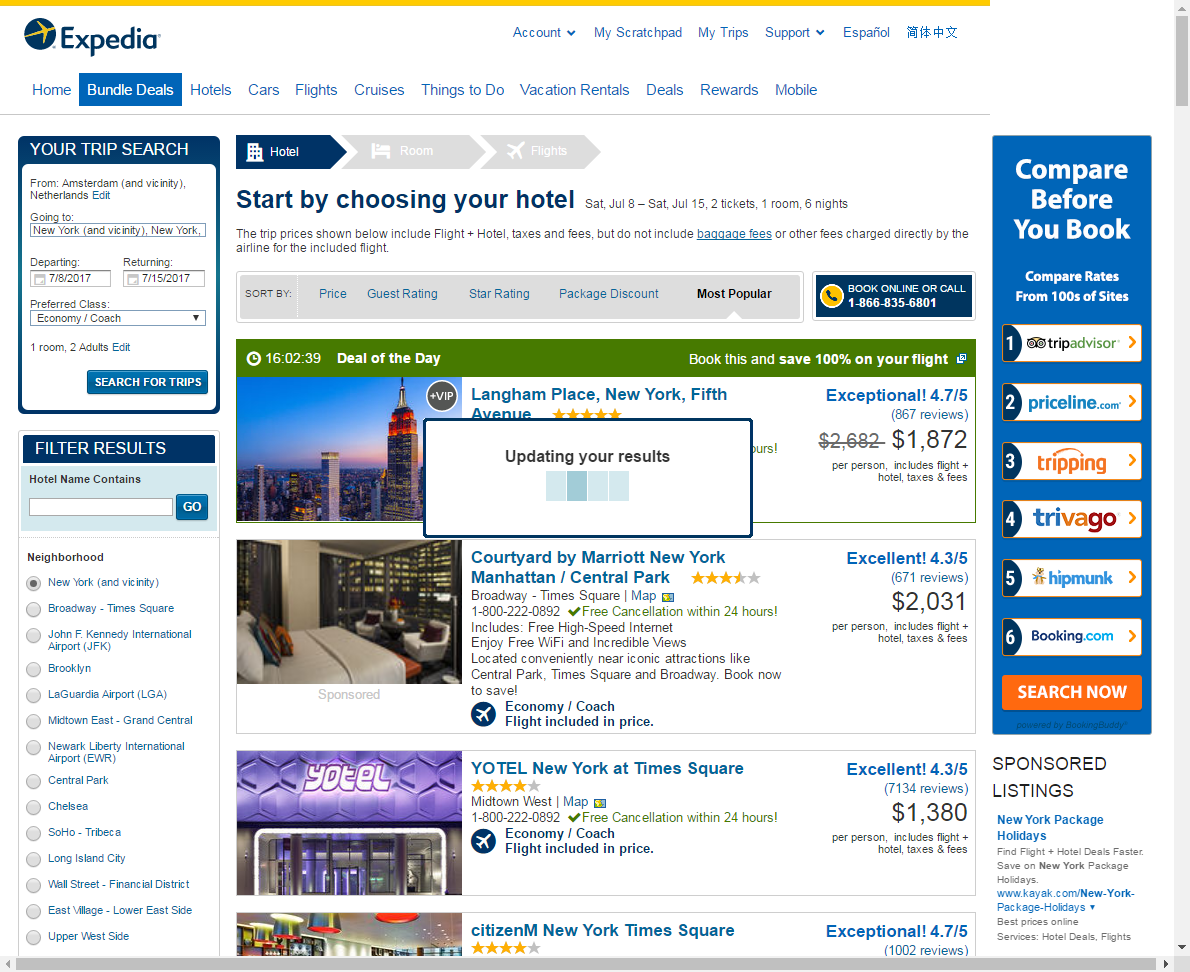 Expedia
Account
My Scratchpad
My Trips
Support
Español
简体中文
Home
Bundle Deals
Hotels
Cars
Flights
Cruises
Things to Do
Vacation Rentals
Deals
Rewards
Mobile
YOUR TRIP SEARCH
From: Amsterdam (and vicinity),
Netherlands Edit
Going to:
New York (and vicinity), New York,
Departing:
Returning:
7/8/2017
7/15/2017
Preferred Class:
Economy / Coach
1 room, 2 Adults Edit
SEARCH FOR TRIPS
FILTER RESULTS
Hotel Name Contains
GO
Neighborhood
New York (and vicinity)
Broadway - Times Square
John F. Kennedy International
Airport (JFK)
Brooklyn
LaGuardia Airport (LGA)
Midtown East - Grand Central
Newark Liberty International
Airport (EWR)
Central Park
Chelsea
SoHo - Tribeca
Long Island City
Wall Street - Financial District
East Village - Lower East Side
Upper West Side
Hotel
Room
Flights
Start by choosing your hotel Sat, Jul 8 – Sat, Jul 15, 2 tickets, 1 room, 6 nights
The trip prices shown below include Flight + Hotel, taxes and fees, but do not include baggage fees or other fees charged directly by the
airline for the included flight.
SORT BY:
Price
Guest Rating
Star Rating
Package Discount
Most Popular
BOOK ONLINE OR CALL
1-866-835-6801
16:02:39 Deal of the Day
Book this and save 100% on your flight
+VIP
Langham Place, New York, Fifth
Avenue
ours!
Exceptional! 4.7/5
(867 reviews)
$2,682 $1,872
per person, includes flight +
hotel, taxes & fees
Updating your results
Courtyard by Marriott New York
Manhattan / Central Park
Broadway - Times Square | Map
1-800-222-0892 Free Cancellation within 24 hours!
Includes: Free High-Speed Internet
Enjoy Free WiFi and Incredible Views
Located conveniently near iconic attractions like
Central Park, Times Square and Broadway. Book now
to save!
Economy / Coach
Flight included in price.
Sponsored
Excellent! 4.3/5
(671 reviews)
$2,031
per person, includes flight +
hotel, taxes & fees
YOTEL
YOTEL New York at Times Square
Midtown West | Map
1-800-222-0892 Free Cancellation within 24 hours!
Economy / Coach
Flight included in price.
Excellent! 4.3/5
(7134 reviews)
$1,380
per person, includes flight +
hotel, taxes & fees
citizenM New York Times Square
Exceptional! 4.7/5
(1002 reviews)
Compare
Before
You Book
Compare Rates
From 100s of Sites
1 tripadvisor
2 priceline.com
3 tripping
4 trivago
5 hipmunk
6 Booking.com
SEARCH NOW
powered by BookingBuddy
SPONSORED
LISTINGS
New York Package
Holidays
Find Flight + Hotel Deals Faster.
Save on New York Package
Holidays.
www.kayak.com/New-York-
Package-Holidays
Best prices online
Services: Hotel Deals, Flights